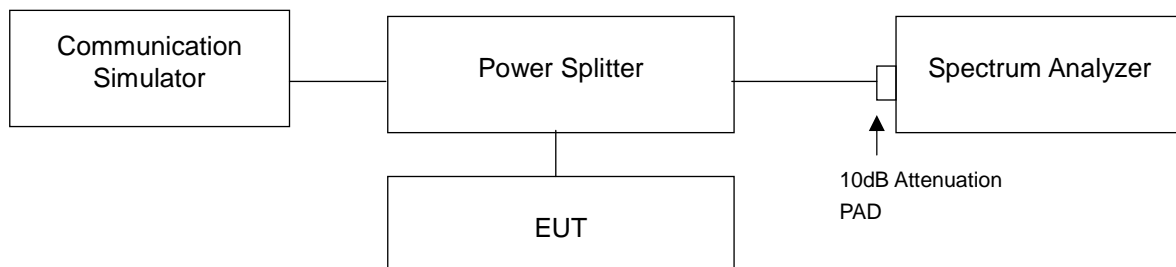 Communication
Simulator
Power Splitter
Spectrum Analyzer
10dB Attenuation
PAD
EUT